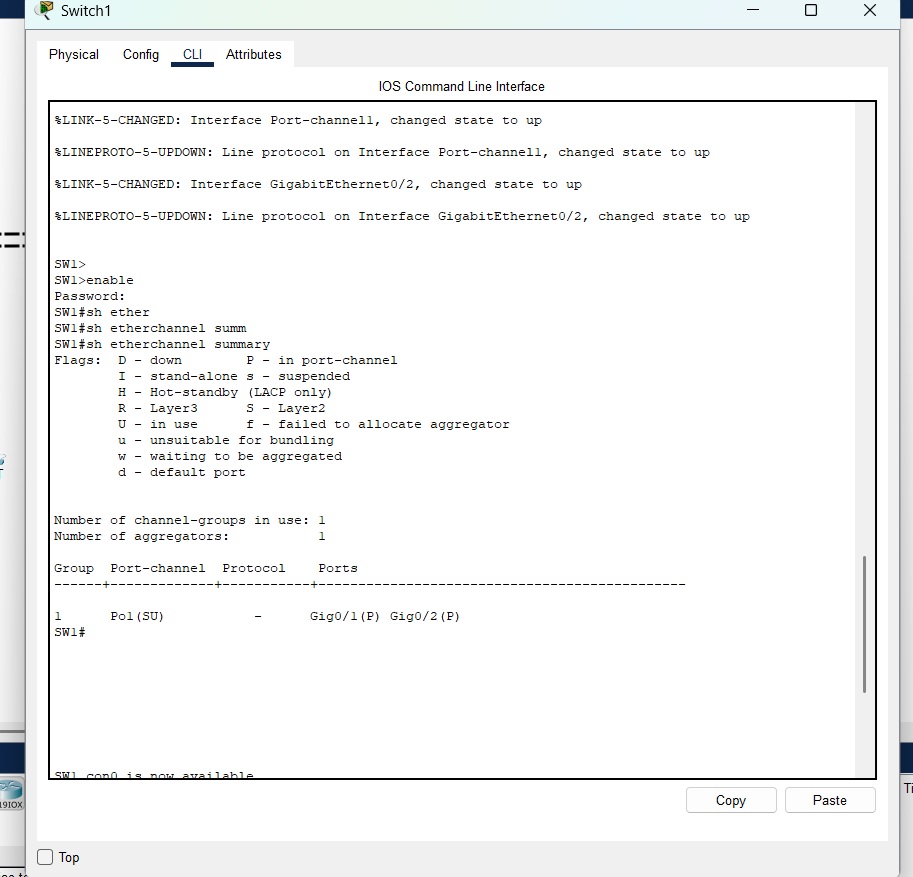 Switch1
Physical Config CLI Attributes
IOS Command Line Interface
%LINK-5-CHANGED: Interface Port-channel1, changed state to up
%LINEPROTO-5-UPDOWN: Line protocol on Interface Port-channel1, changed state to up
%LINK-5-CHANGED: Interface GigabitEthernet0/2, changed state to up
%LINEPROTO-5-UPDOWN: Line protocol on Interface GigabitEthernet0/2, changed state to up
SW1>
SW1>enable
Password:
SW1#sh ether
SW1#sh etherchannel summ
SW1#sh etherchannel summary
Flags:  D - down        P - in port-channel
I - stand-alone s - suspended
H - Hot-standby (LACP only)
R - Layer3      S - Layer2
U - in use      f - failed to allocate aggregator
u - unsuitable for bundling
w - waiting to be aggregated
d - default port
Number of channel-groups in use: 1
Number of aggregators:           1
Group  Port-channel  Protocol    Ports
------+-------------+-----------+----------------------------------------------
1      Po1(SU)           -      Gig0/1(P) Gig0/2(P)
SW1#
SW1 con0 is now available
Copy Paste
Top